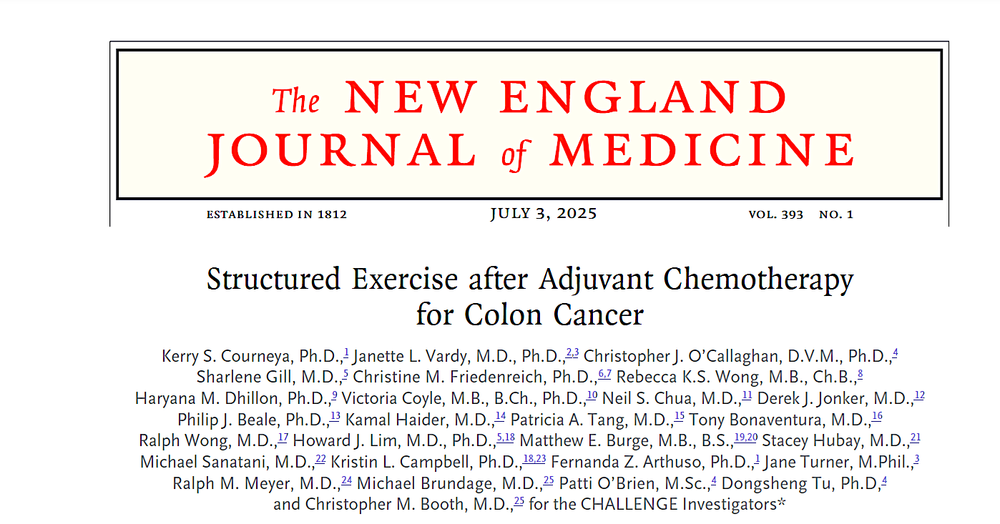 The NEW ENGLAND
JOURNAL of MEDICINE
ESTABLISHED IN 1812 JULY 3, 2025 VOL. 393 NO. 1
Structured Exercise after Adjuvant Chemotherapy
for Colon Cancer
Kerry S. Courneya, Ph.D.,1 Janette L. Vardy, M.D., Ph.D.,2,3 Christopher J. O’Callaghan, D.V.M., Ph.D.,4
Sharlene Gill, M.D.,5 Christine M. Friedenreich, Ph.D.,6,7 Rebecca K.S. Wong, M.B., Ch.B.,8
Haryana M. Dhillon, Ph.D.,9 Victoria Coyle, M.B., B.Ch., Ph.D.,10 Neil S. Chua, M.D.,11 Derek J. Jonker, M.D.,12
Philip J. Beale, Ph.D.,13 Kamal Haider, M.D.,14 Patricia A. Tang, M.D.,15 Tony Bonaventura, M.D.,16
Ralph Wong, M.D.,17 Howard J. Lim, M.D., Ph.D.,5,18 Matthew E. Burge, M.B., B.S.,19,20 Stacey Hubay, M.D.,21
Michael Sanatani, M.D.,22 Kristin L. Campbell, Ph.D.,18,23 Fernanda Z. Arthuso, Ph.D.,1 Jane Turner, M.Phil.,3
Ralph M. Meyer, M.D.,24 Michael Brundage, M.D.,25 Patti O’Brien, M.Sc.,4 Dongsheng Tu, Ph.D,4
and Christopher M. Booth, M.D.,25 for the CHALLENGE Investigators*